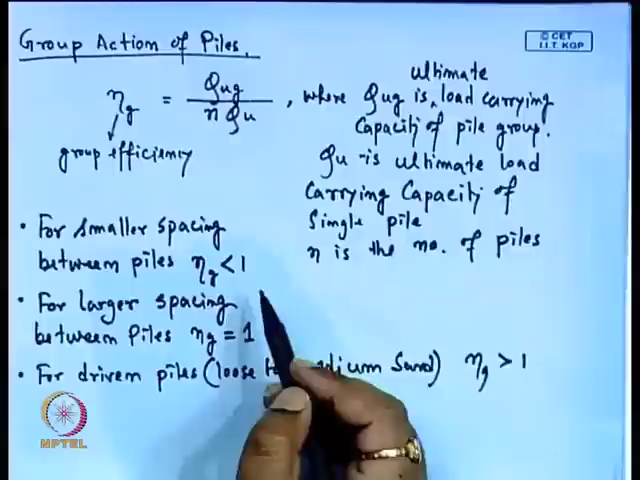 Group Action of Piles.
© CET
I.I.T. KGP
ηg = Qug / n Qu , where Qug is ultimate load carrying
capacity of pile group.
group efficiency
Qu is ultimate load
carrying capacity of
single pile
n is the no. of piles
• For smaller spacing
between piles ηg < 1
• For larger spacing
between Piles ηg = 1
• For driven piles (loose Sand) ηg > 1
NPTEL